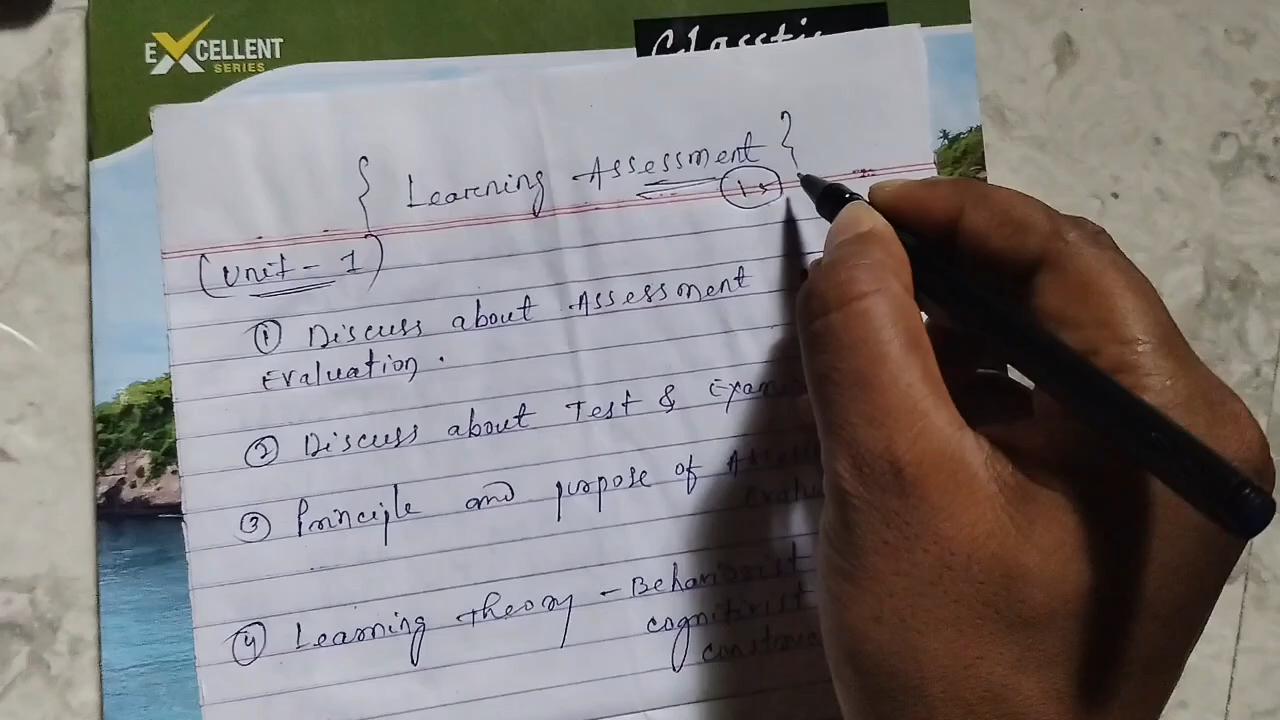 EXCELLENT
SERIES
Classtime
{ Learning Assessment }
(Unit - 1)
① Discuss about Assessment
Evaluation.
② Discuss about Test &
③ Principle and purpose of
④ Learning theory - Behaviorist
cognitivist